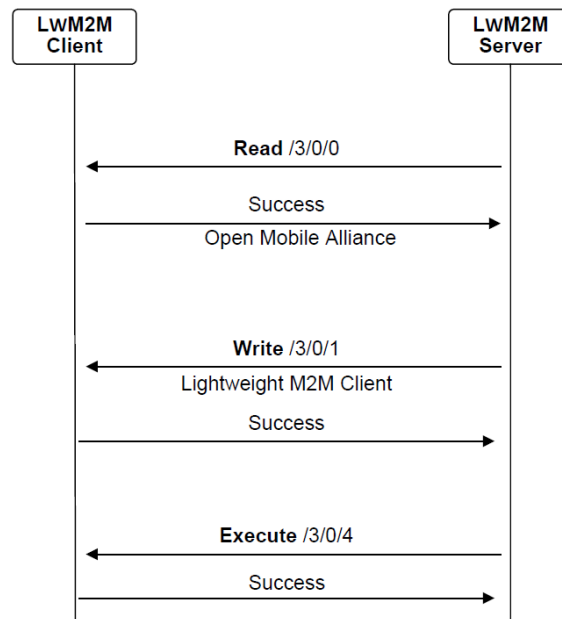 LwM2M
Client
LwM2M
Server
Read /3/0/0
Success
Open Mobile Alliance
Write /3/0/1
Lightweight M2M Client
Success
Execute /3/0/4
Success